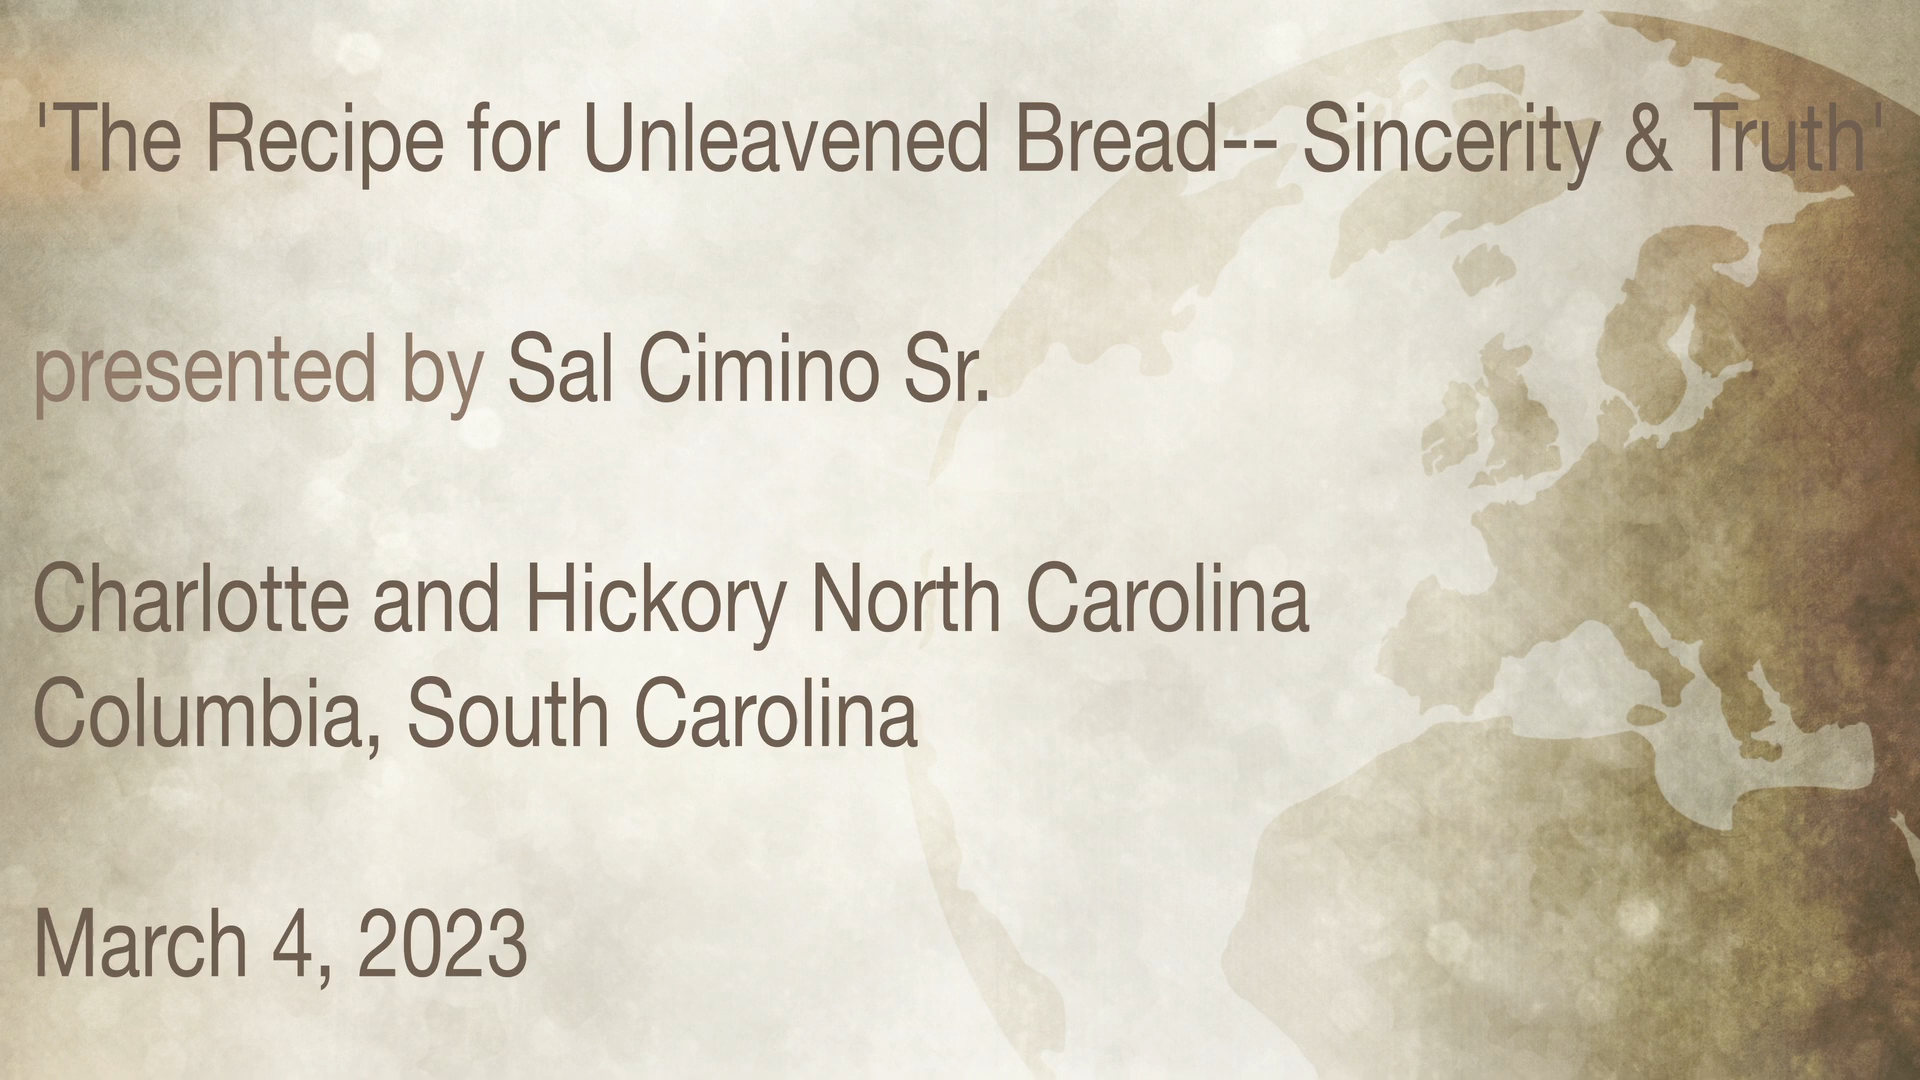 'The Recipe for Unleavened Bread-- Sincerity & Truth'
presented by Sal Cimino Sr.
Charlotte and Hickory North Carolina
Columbia, South Carolina
March 4, 2023